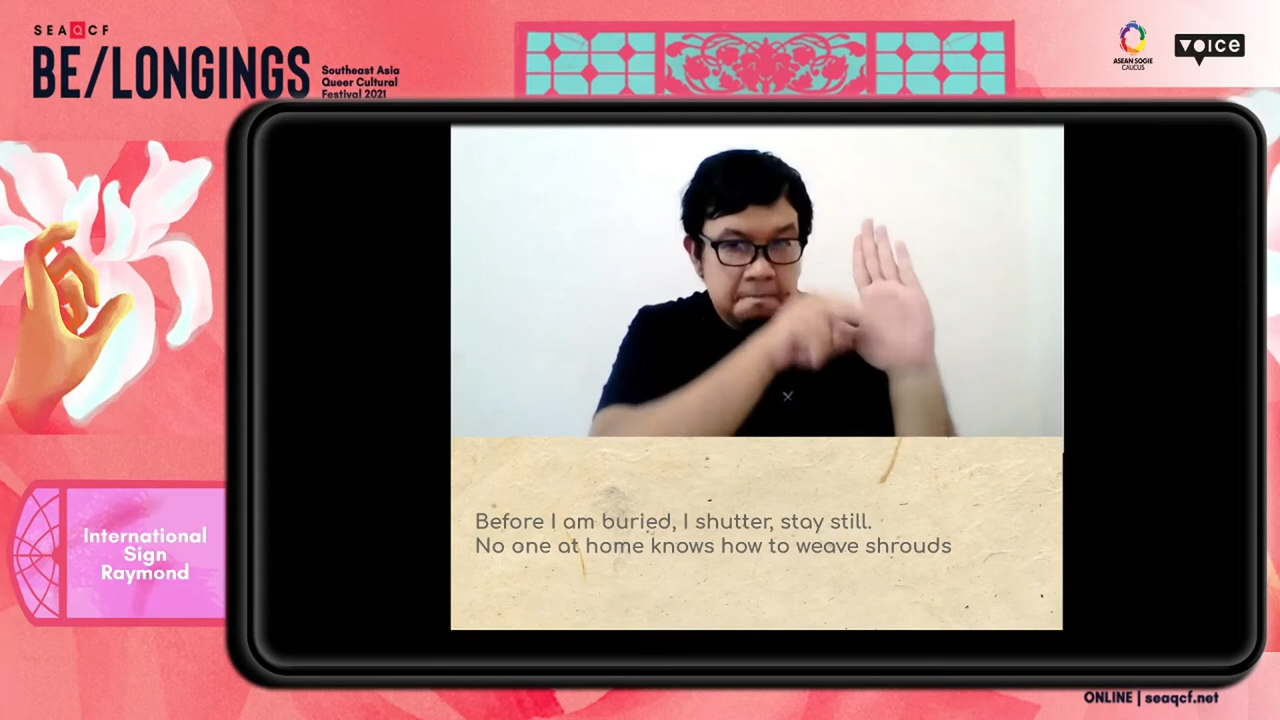 SEAQCF
BE/LONGINGS
Southeast Asia
Queer Cultural
Festival 2021
ASEAN SOGIE
CAUCUS
VOICE
Before I am buried, I shutter, stay still.
No one at home knows how to weave shrouds
International
Sign
Raymond
ONLINE | seaqcf.net